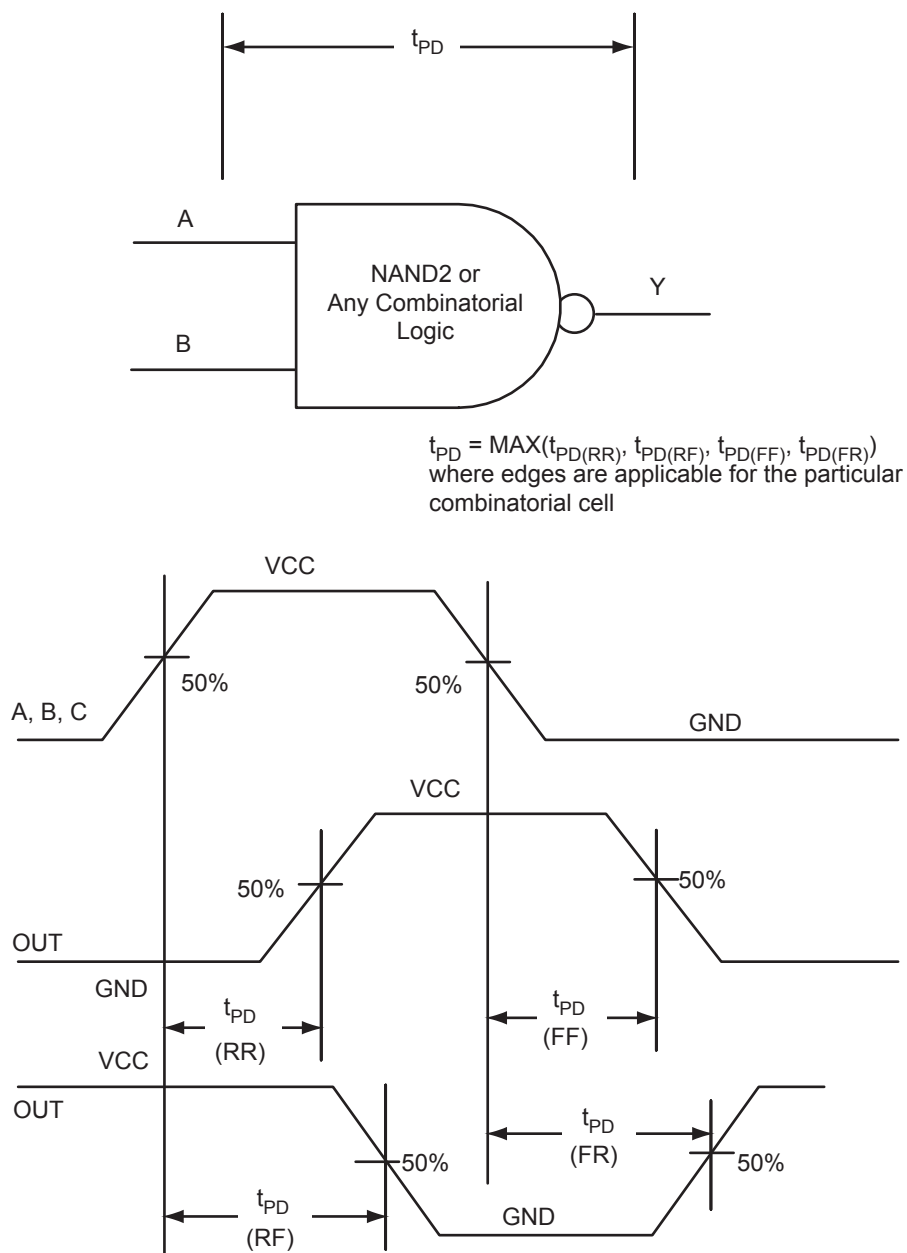 tPD
A
NAND2 or
Any Combinatorial
Logic
Y
B
tPD = MAX(tPD(RR), tPD(RF), tPD(FF), tPD(FR))
where edges are applicable for the particular
combinatorial cell
VCC
50%
50%
A, B, C
GND
VCC
50%
50%
OUT
GND
tPD
(RR)
tPD
(FF)
VCC
OUT
tPD
(FR)
50%
50%
tPD
(RF)
GND